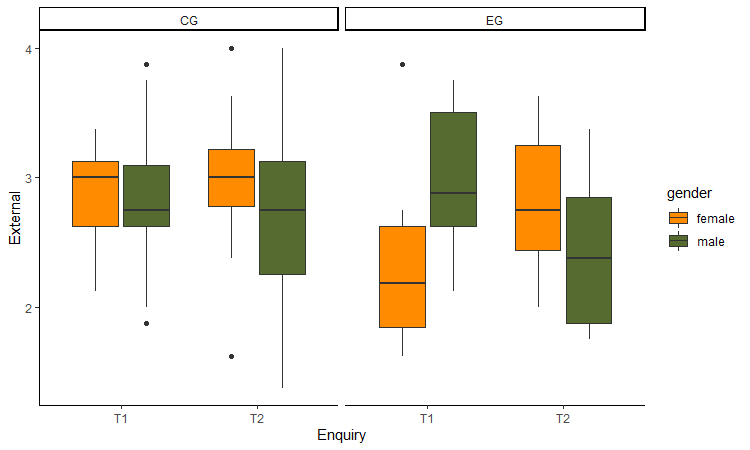 CG
EG
4
3
2
External
T1
T2
T1
T2
Enquiry
gender
female
male